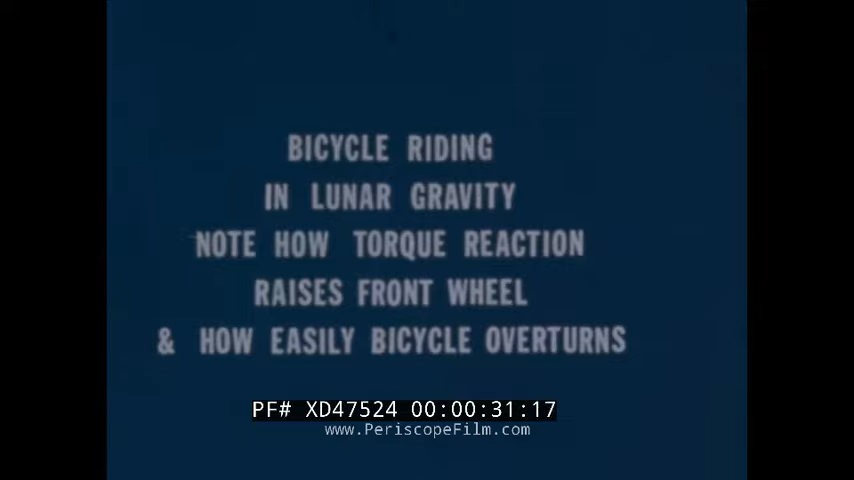 BICYCLE RIDING
IN LUNAR GRAVITY
NOTE HOW TORQUE REACTION
RAISES FRONT WHEEL
& HOW EASILY BICYCLE OVERTURNS
PF# XD47524 00:00:31:17
www.PeriscopeFilm.com